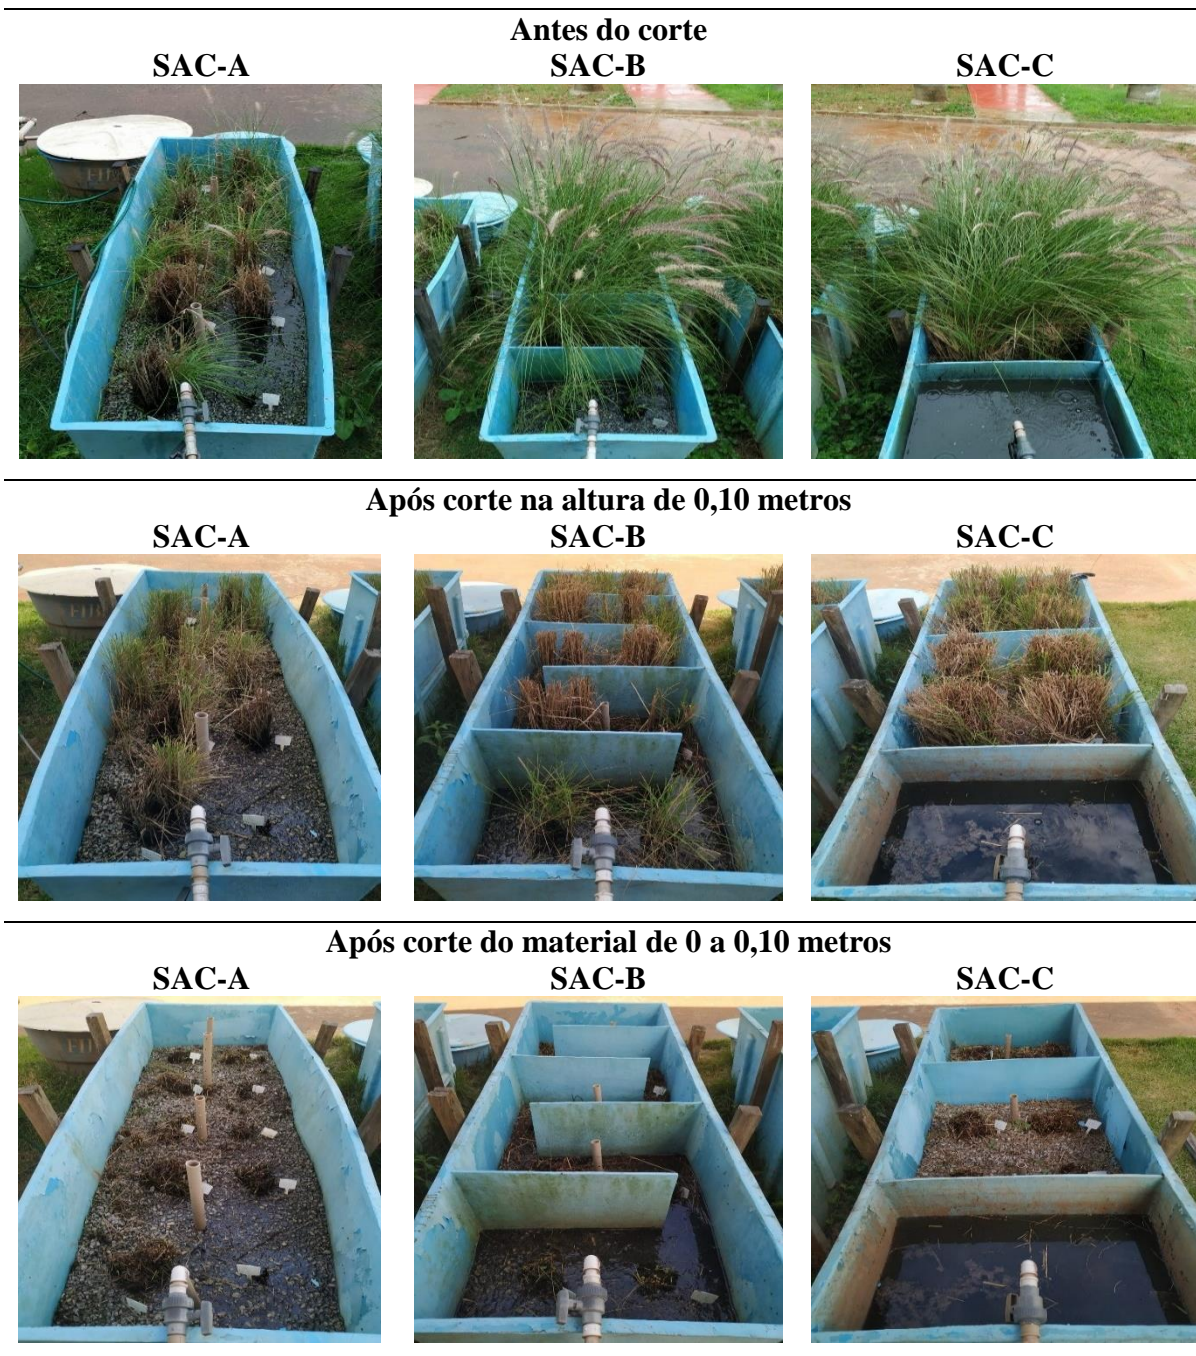 Antes do corte
SAC-A SAC-B SAC-C
Após corte na altura de 0,10 metros
SAC-A SAC-B SAC-C
Após corte do material de 0 a 0,10 metros
SAC-A SAC-B SAC-C